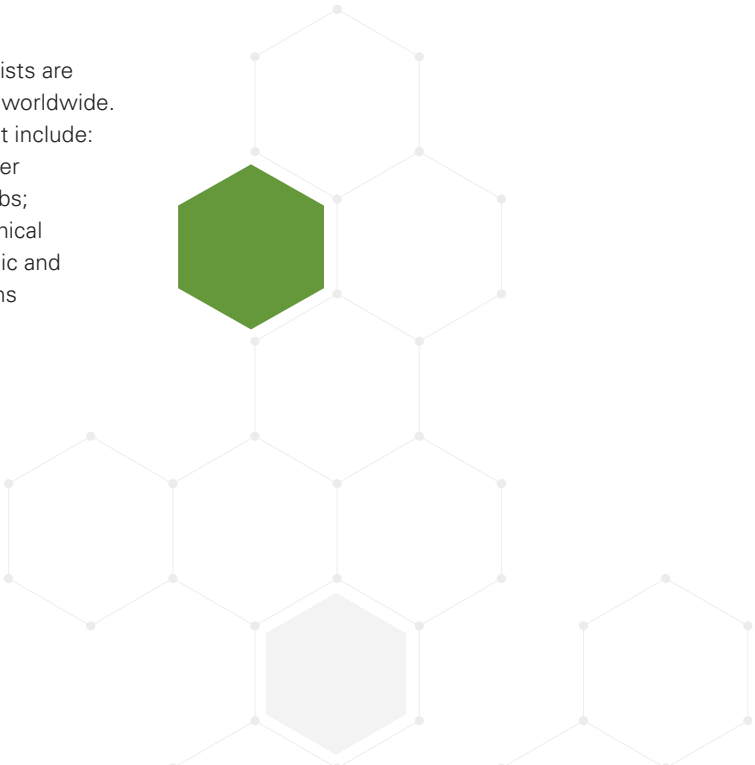 ists are
worldwide.
t include:
er
bs;
nical
ic and
ns